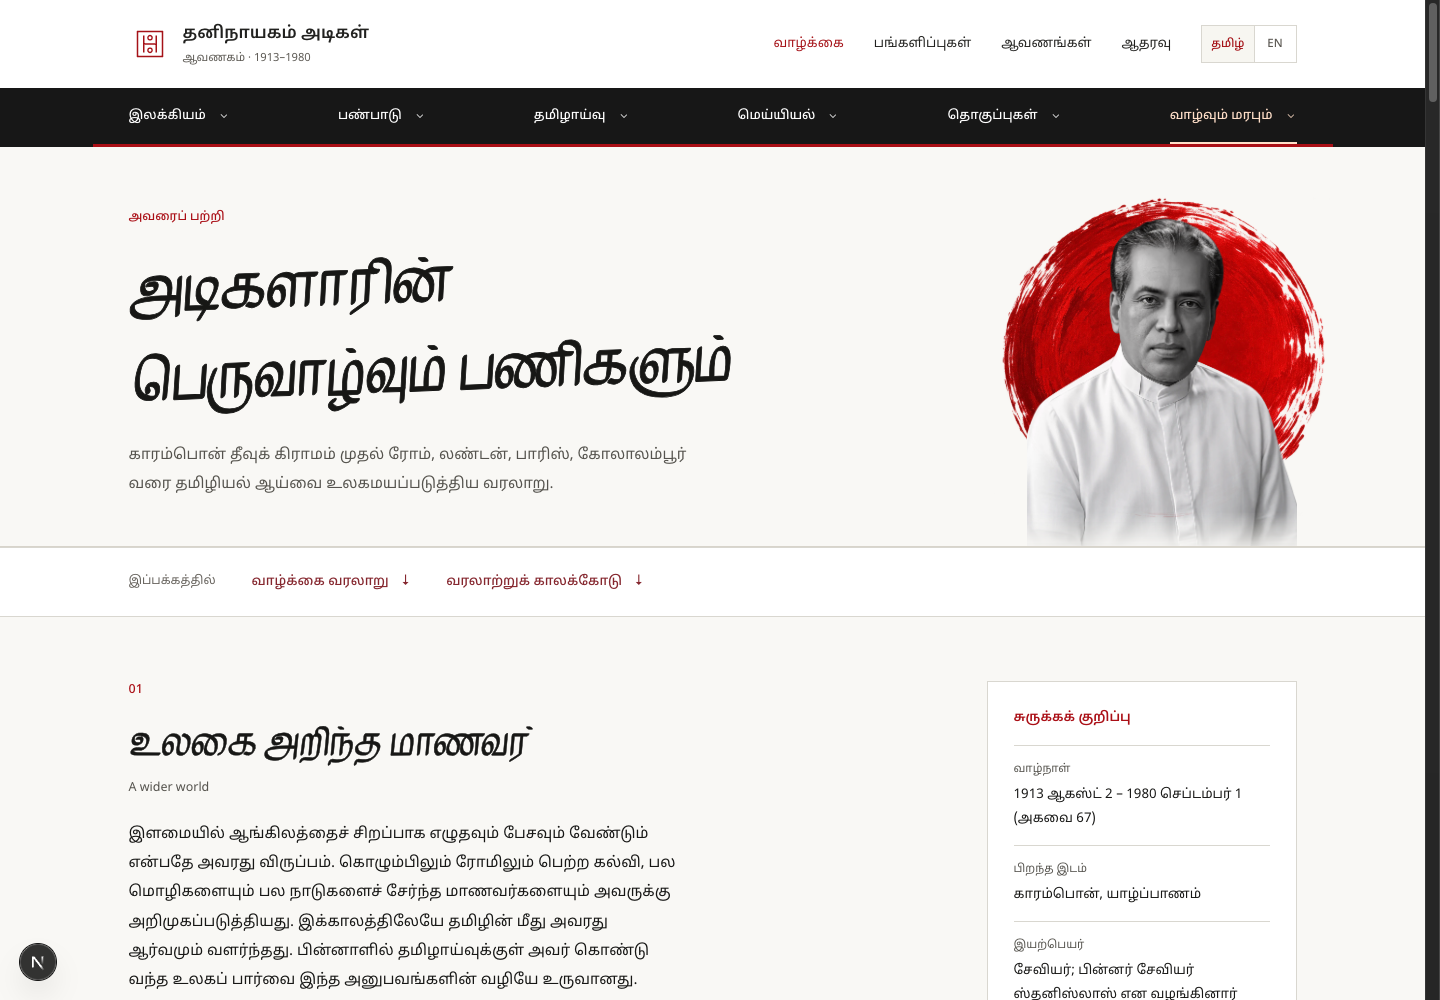 தனிநாயகம் அடிகள்
ஆவணகம் · 1913–1980
வாழ்க்கை பங்களிப்புகள் ஆவணங்கள் ஆதரவு தமிழ் EN
இலக்கியம் பண்பாடு தமிழாய்வு மெய்யியல் தொகுப்புகள் வாழ்வும் மரபும்
அவரைப் பற்றி
அடிகளாரின்
பெருவாழ்வும் பணிகளும்
காரம்பொன் தீவுக் கிராமம் முதல் ரோம், லண்டன், பாரிஸ், கோலாலம்பூர்
வரை தமிழியல் ஆய்வை உலகமயப்படுத்திய வரலாறு.
இப்பக்கத்தில் வாழ்க்கை வரலாறு ↓ வரலாற்றுக் காலக்கோடு ↓
01
உலகை அறிந்த மாணவர்
A wider world
இளமையில் ஆங்கிலத்தைச் சிறப்பாக எழுதவும் பேசவும் வேண்டும்
என்பதே அவரது விருப்பம். கொழும்பிலும் ரோமிலும் பெற்ற கல்வி, பல
மொழிகளையும் பல நாடுகளைச் சேர்ந்த மாணவர்களையும் அவருக்கு
அறிமுகப்படுத்தியது. இக்காலத்திலேயே தமிழின் மீது அவரது
ஆர்வமும் வளர்ந்தது. பின்னாளில் தமிழாய்வுக்குள் அவர் கொண்டு
வந்த உலகப் பார்வை இந்த அனுபவங்களின் வழியே உருவானது.
சுருக்கக் குறிப்பு
வாழ்நாள்
1913 ஆகஸ்ட் 2 – 1980 செப்டம்பர் 1
(அகவை 67)
பிறந்த இடம்
காரம்பொன், யாழ்ப்பாணம்
இயற்பெயர்
சேவியர்; பின்னர் சேவியர்
ஸ்தனிஸ்லாஸ் என வழங்கினார்
N